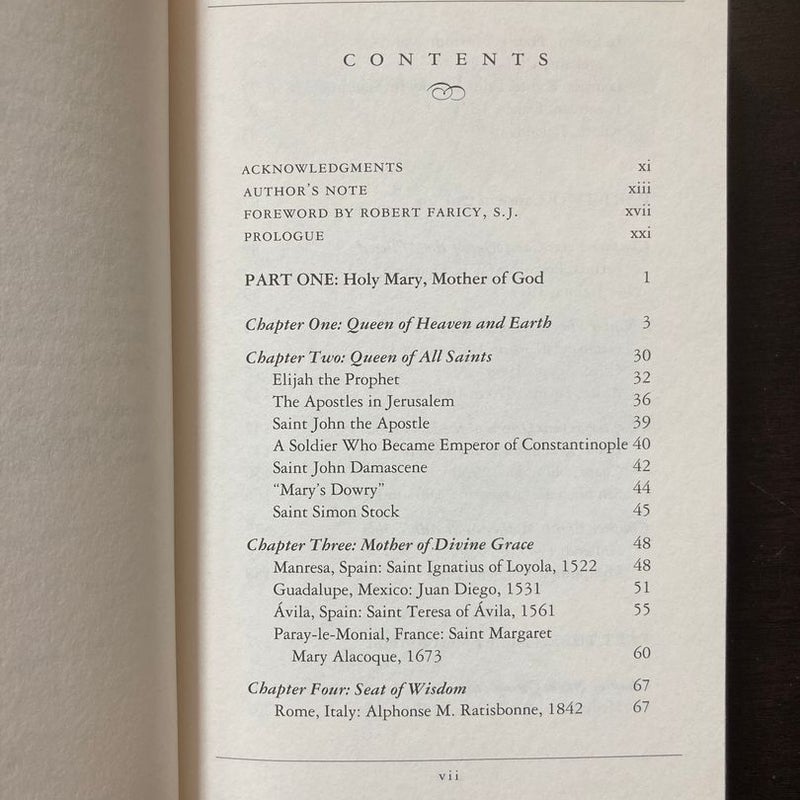 CONTENTS
ACKNOWLEDGMENTS xi
AUTHOR'S NOTE xiii
FOREWORD BY ROBERT FARICY, S.J. xvii
PROLOGUE xxi
PART ONE: Holy Mary, Mother of God 1
Chapter One: Queen of Heaven and Earth 3
Chapter Two: Queen of All Saints 30
Elijah the Prophet 32
The Apostles in Jerusalem 36
Saint John the Apostle 39
A Soldier Who Became Emperor of Constantinople 40
Saint John Damascene 42
“Mary's Dowry” 44
Saint Simon Stock 45
Chapter Three: Mother of Divine Grace 48
Manresa, Spain: Saint Ignatius of Loyola, 1522 48
Guadalupe, Mexico: Juan Diego, 1531 51
Ávila, Spain: Saint Teresa of Ávila, 1561 55
Paray-le-Monial, France: Saint Margaret
Mary Alacoque, 1673 60
Chapter Four: Seat of Wisdom 67
Rome, Italy: Alphonse M. Ratisbonne, 1842 67
vii